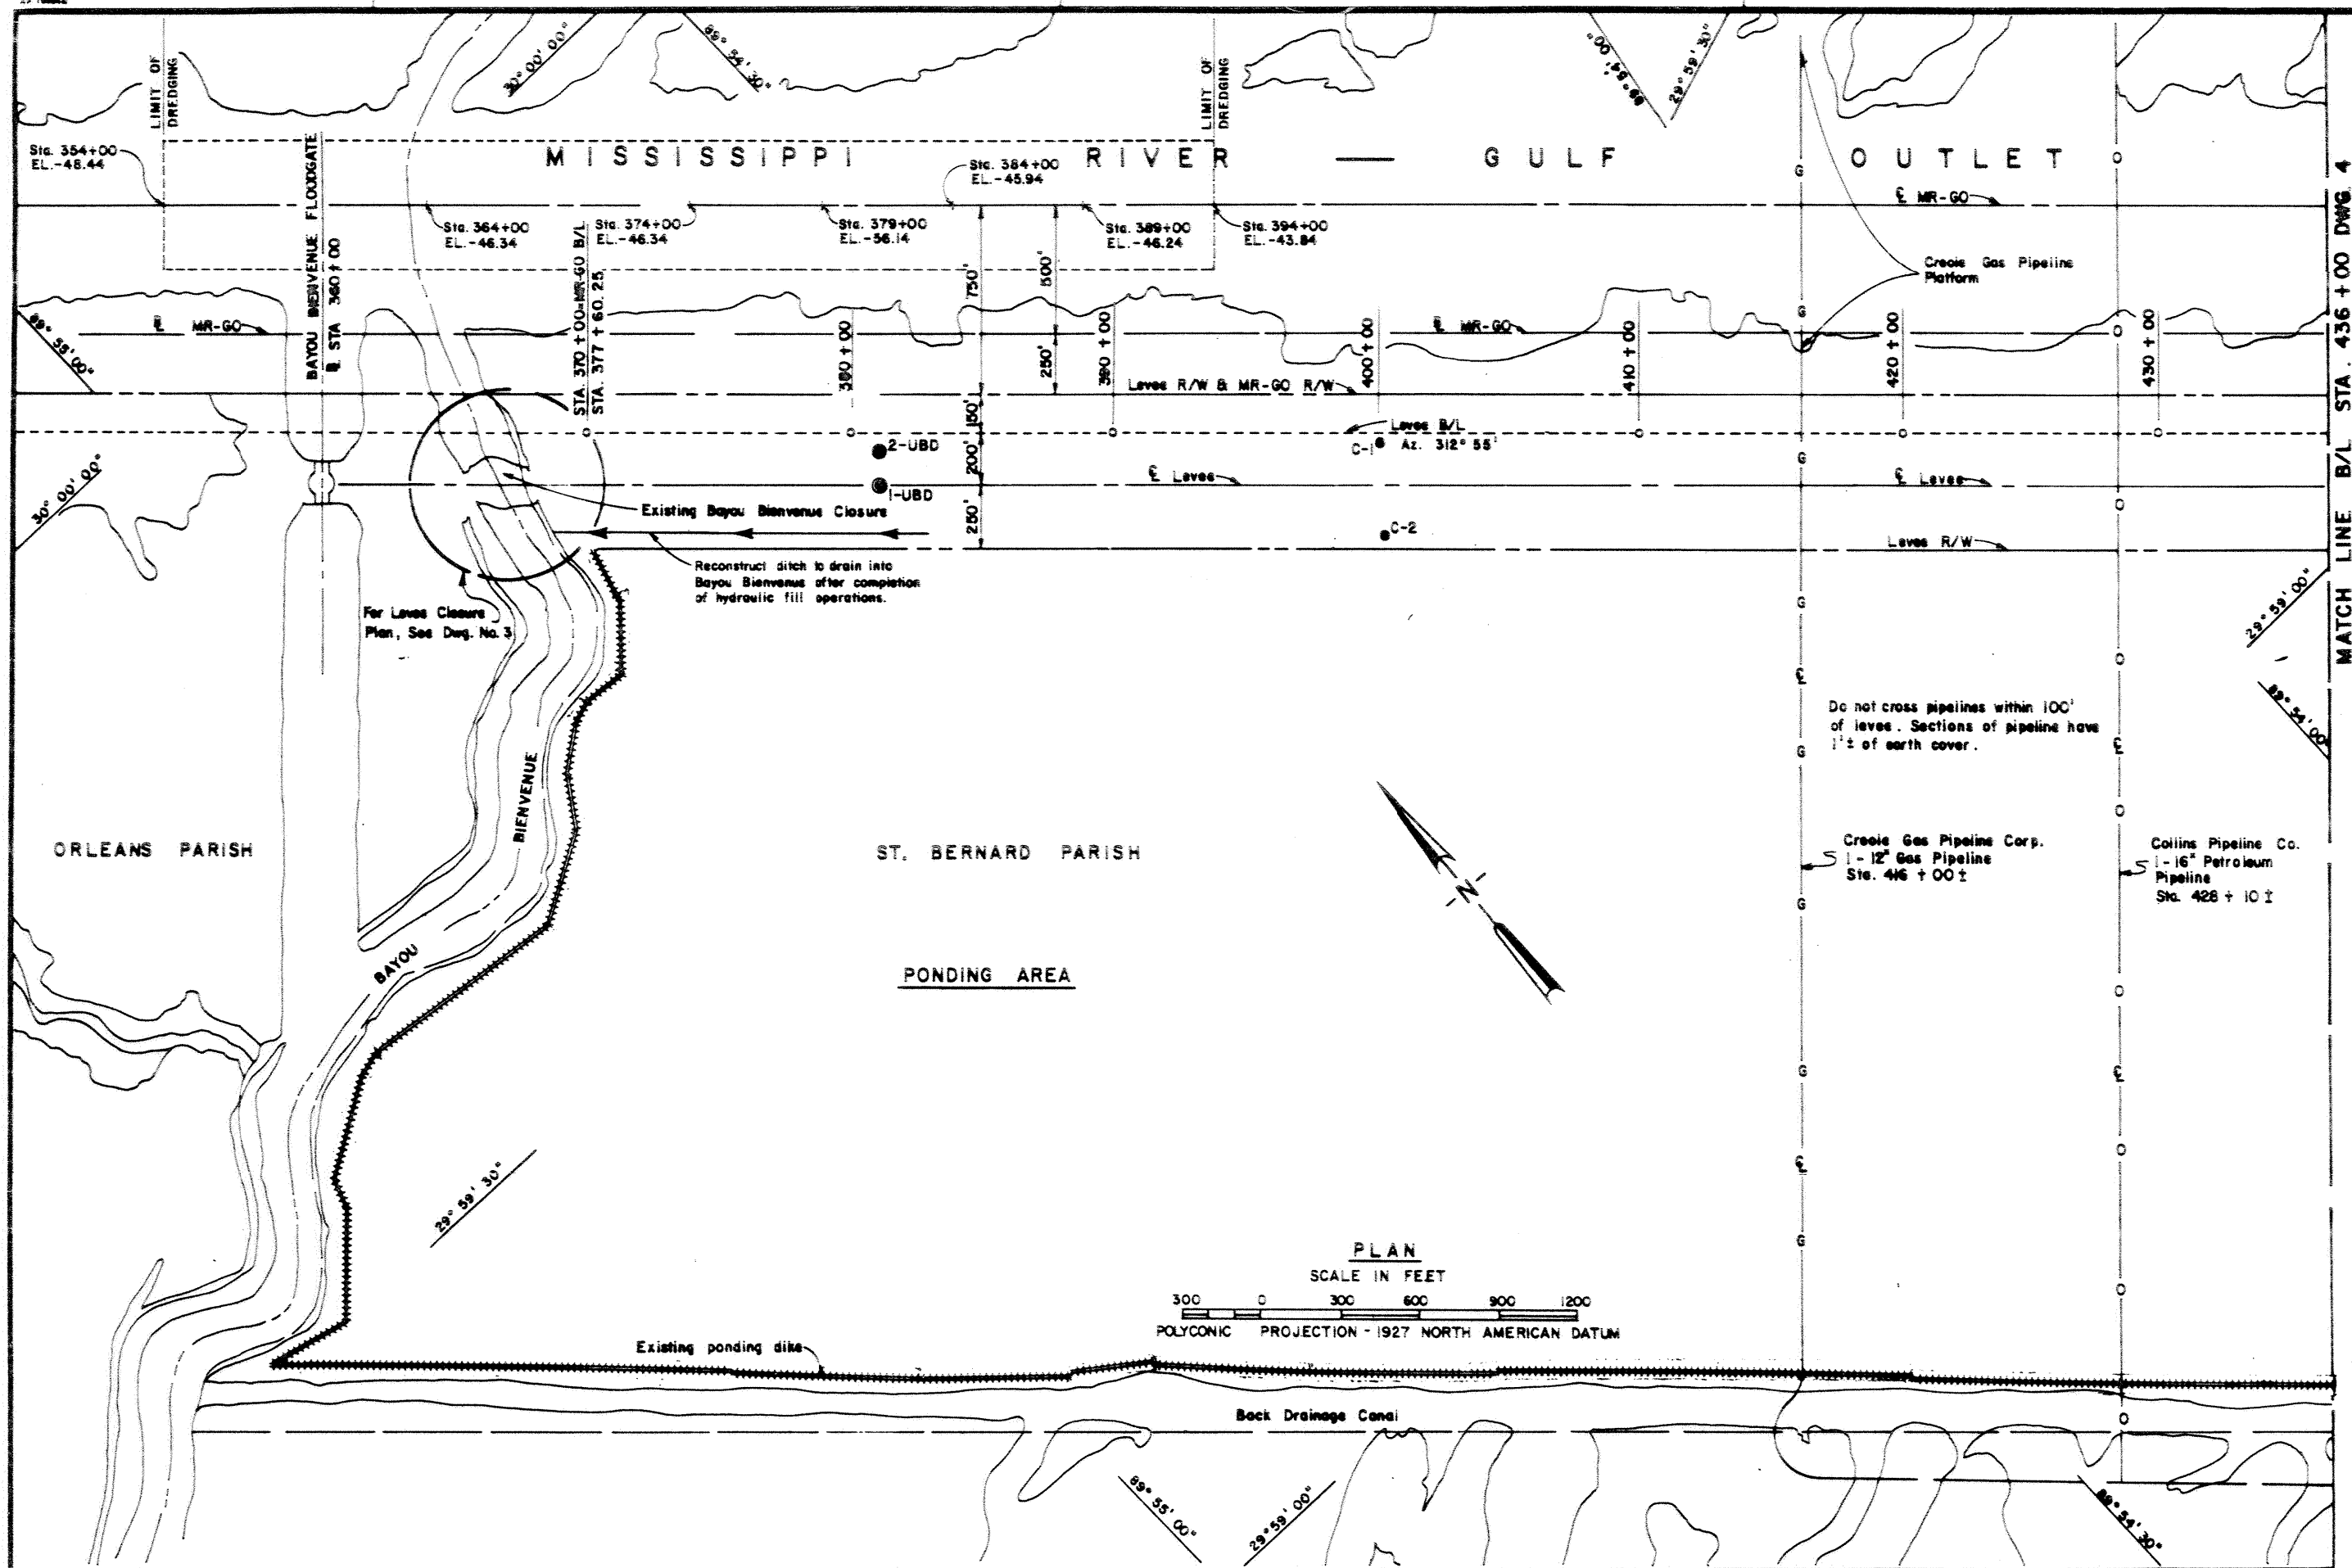 30° 00' 00"
89° 54' 30"
89° 54' 00"
29° 59' 30"
LIMIT OF
DREDGING
LIMIT OF
DREDGING
MISSISSIPPI RIVER — GULF OUTLET
Sta. 354+00
EL.-48.44
Sta. 384+00
EL.-45.94
℄ MR-GO
Sta. 364+00
EL.-46.34
Sta. 374+00
EL.-46.34
Sta. 379+00
EL.-56.14
Sta. 389+00
EL.-46.24
Sta. 394+00
EL.-43.84
BAYOU BIENVENUE FLOODGATE
STA 360+00
STA. 370+00=MR-GO B/L
STA. 377+60.25
750'
500'
250'
Creole Gas Pipeline
Platform
MR-GO
MR-GO
89° 55' 00"
380+00
390+00
400+00
410+00
420+00
430+00
Levee R/W & MR-GO R/W
150'
Levee B/L
Az. 312° 55'
C-1
2-UBD
200'
℄ Levee
℄ Levee
1-UBD
30° 00' 00"
Existing Bayou Bienvenue Closure
250'
C-2
Levee R/W
Reconstruct ditch to drain into
Bayou Bienvenue after completion
of hydraulic fill operations.
For Levee Closure
Plan, See Dwg. No. 3
MATCH LINE B/L STA. 436+00 DWG. 4
29° 59' 00"
89° 54' 00"
Do not cross pipelines within 100'
of levee. Sections of pipeline have
1'± of earth cover.
BIENVENUE
BAYOU
ORLEANS PARISH
ST. BERNARD PARISH
N
Creole Gas Pipeline Corp.
1-12" Gas Pipeline
Sta. 416+00±
Collins Pipeline Co.
1-16" Petroleum
Pipeline
Sta. 428+10±
PONDING AREA
29° 59' 30"
PLAN
SCALE IN FEET
300 0 300 600 900 1200
POLYCONIC PROJECTION - 1927 NORTH AMERICAN DATUM
Existing ponding dike
Back Drainage Canal
89° 55' 00"
29° 59' 00"
89° 54' 30"